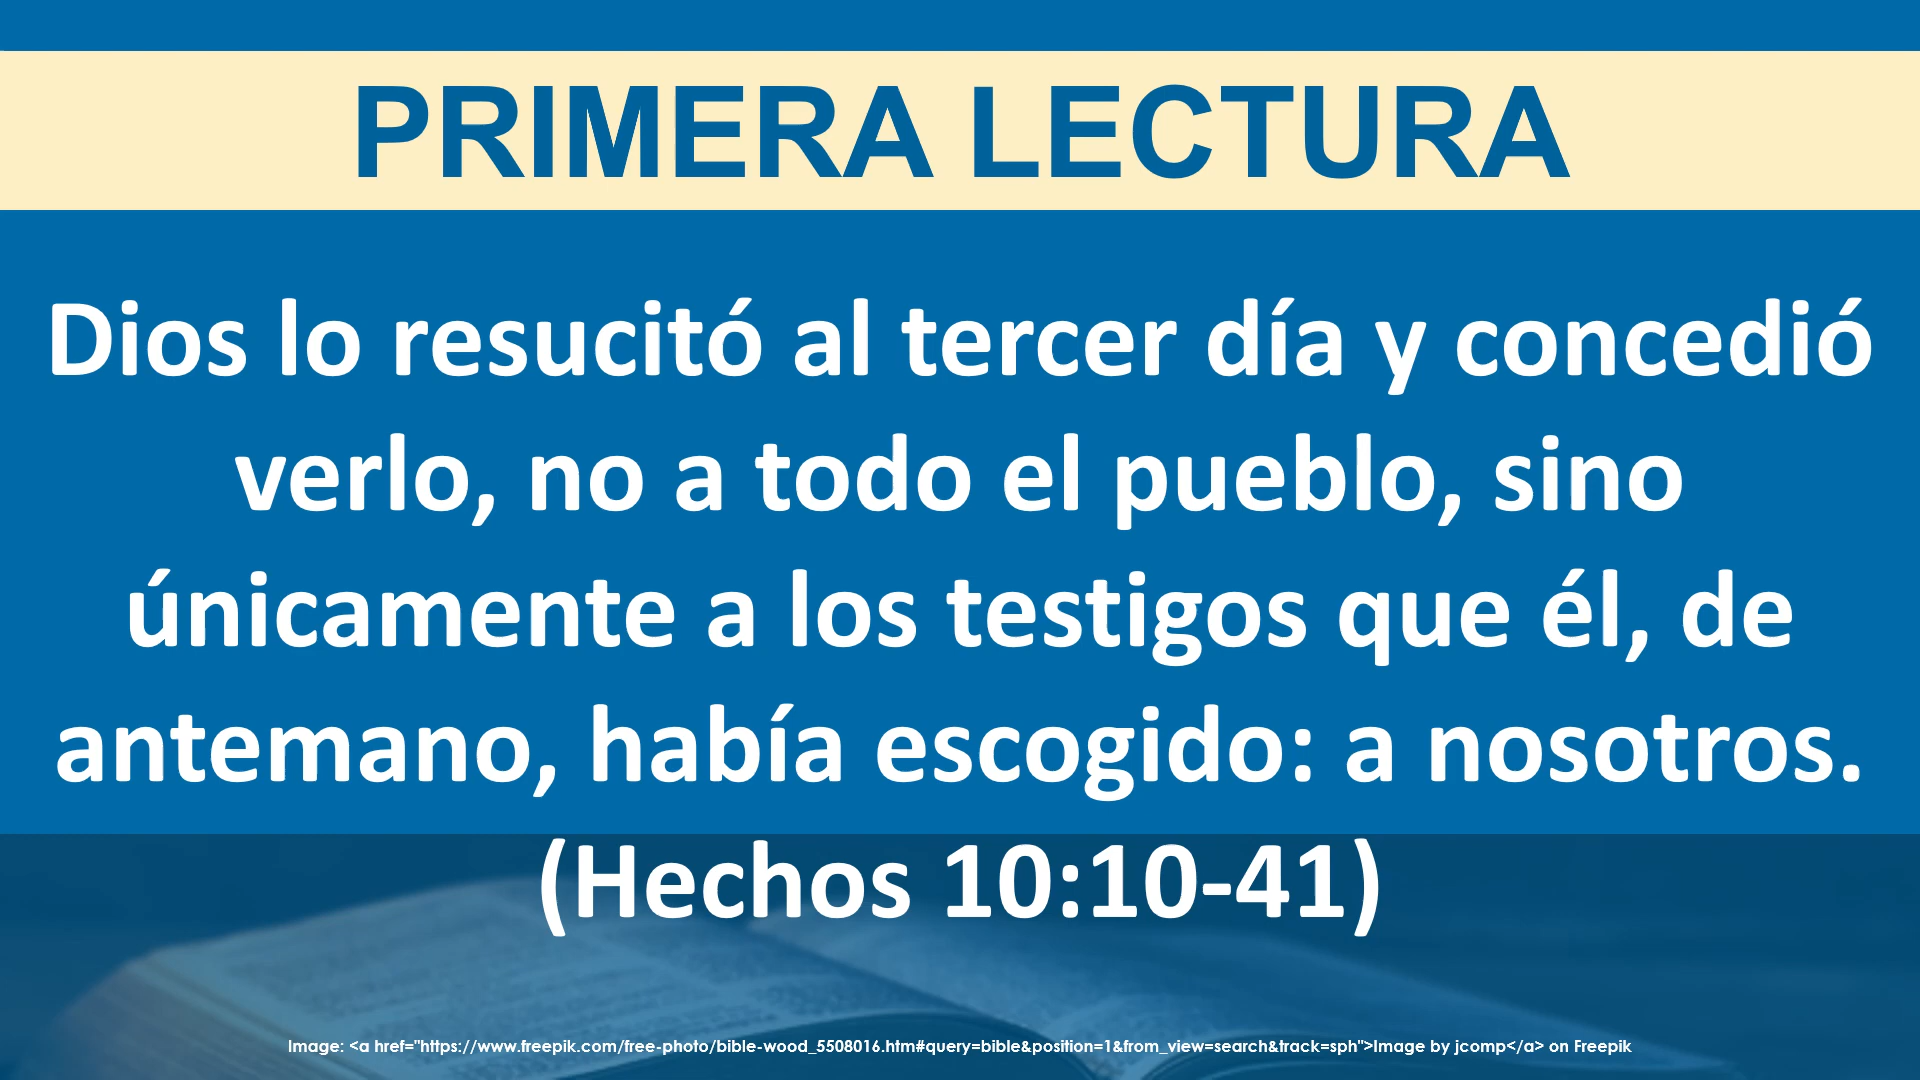 PRIMERA LECTURA
Dios lo resucitó al tercer día y concedió
verlo, no a todo el pueblo, sino
únicamente a los testigos que él, de
antemano, había escogido: a nosotros.
(Hechos 10:10-41)
Image: <a href="https://www.freepik.com/free-photo/bible-wood_5508016.htm#query=bible&position=1&from_view=search&track=sph">Image by jcomp</a> on Freepik